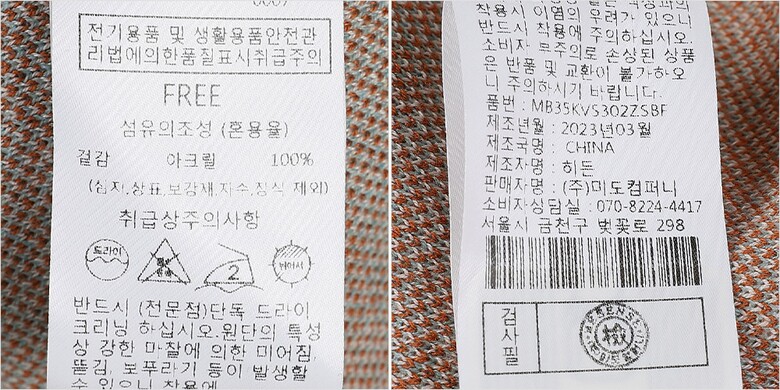 전기용품 및 생활용품안전관
리법에의한품질표시취급주의
FREE
섬유의조성 (혼용율)
겉감 아크릴 100%
(심지,상표,보강재,자수,장식 제외)
취급상주의사항
드라이
2
반드시 (전문점)단독 드라이
크리닝 하십시오.원단의 특성
상 강한 마찰에 의한 미어짐,
뜯김, 보푸라기 등이 발생할
수 있으니 착용에
착용시 이염의 우려가 있으니
반드시 착용에 주의하십시오.
소비자 부주의로 손상된 상품
은 반품 및 교환이 불가하오
니 주의하시기 바랍니다.
품번 : MB35KVS302ZSBF
제조년월 : 2023년03월
제조국명 : CHINA
제조자명 : 히든
판매자명 : (주)미도컴퍼니
소비자상담실 : 070-8224-4417
서울시 금천구 벚꽃로 298
검사필
檢